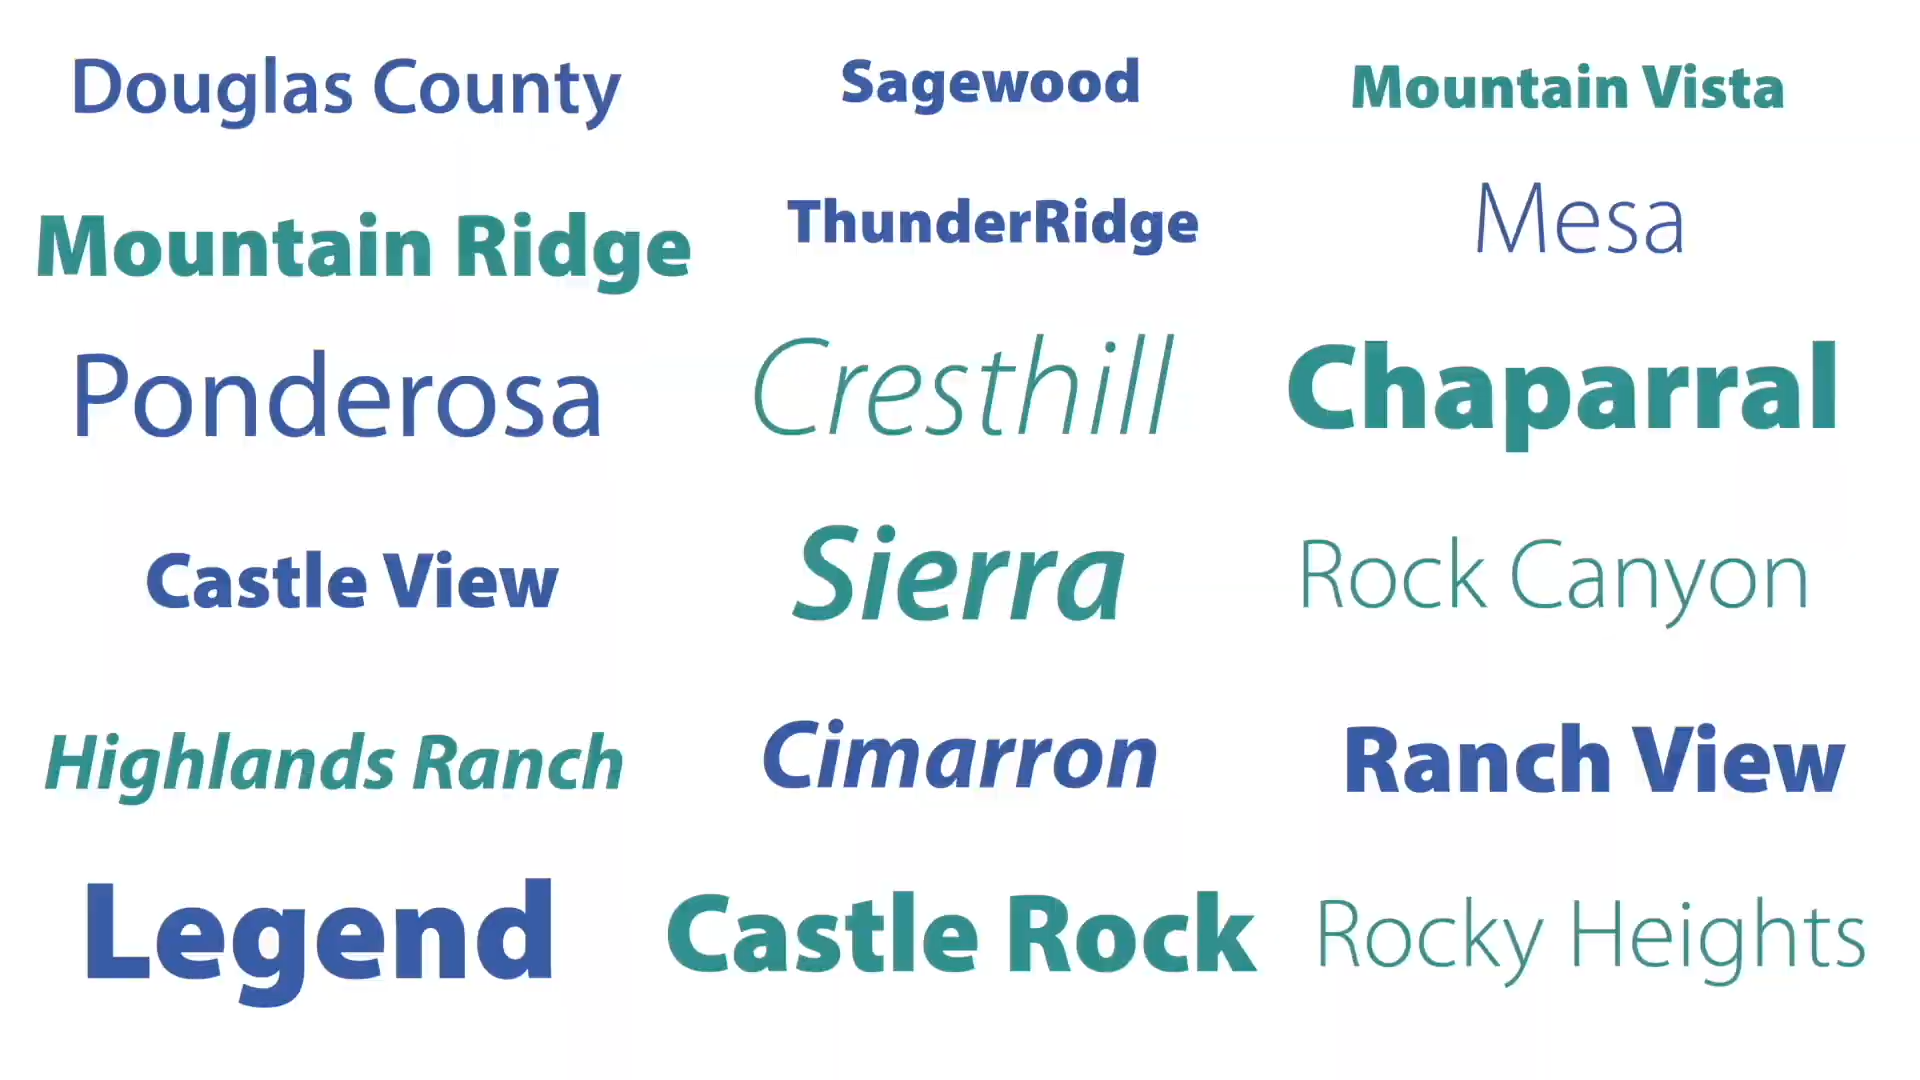 Douglas County
Sagewood
Mountain Vista
Mountain Ridge
ThunderRidge
Mesa
Ponderosa
Cresthill
Chaparral
Castle View
Sierra
Rock Canyon
Highlands Ranch
Cimarron
Ranch View
Legend
Castle Rock
Rocky Heights